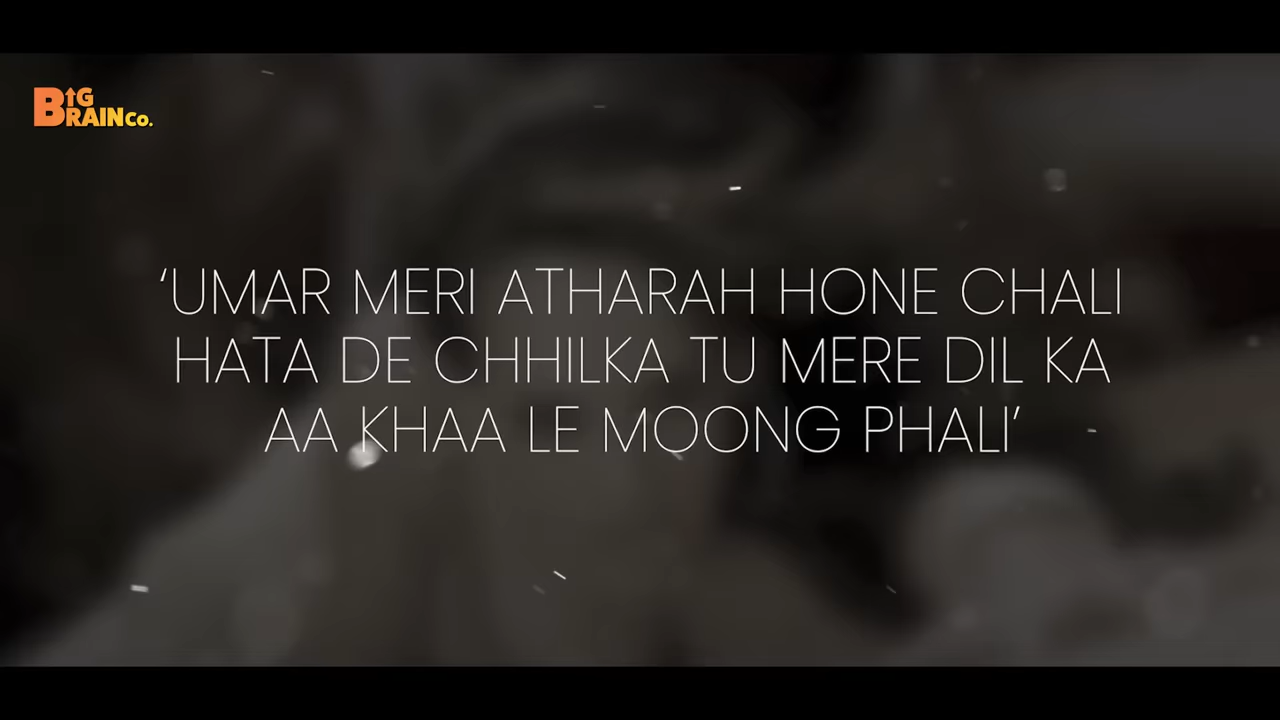 BIG
BRAIN CO.
‘UMAR MERI ATHARAH HONE CHALI
HATA DE CHHILKA TU MERE DIL KA
AA KHAA LE MOONG PHALI’